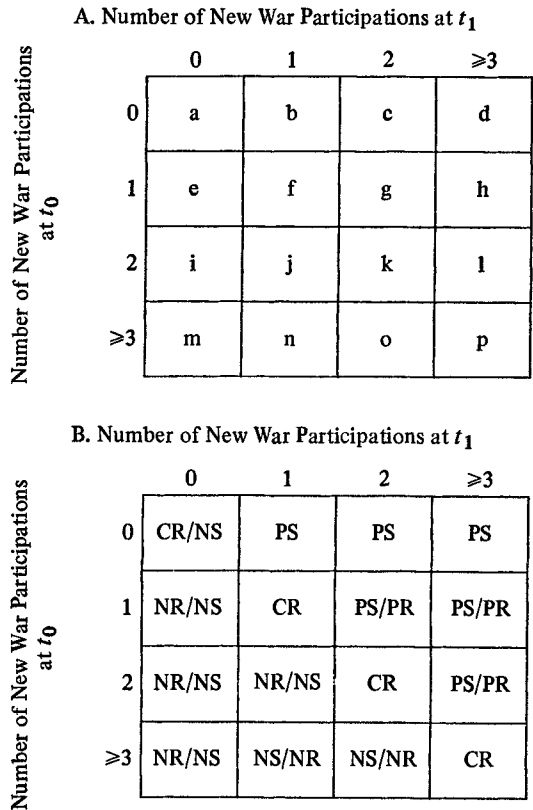 A. Number of New War Participations at t1
0 1 2 ⩾3
Number of New War Participations
at t0
0 a b c d
1 e f g h
2 i j k l
⩾3 m n o p
B. Number of New War Participations at t1
0 1 2 ⩾3
Number of New War Participations
at t0
0 CR/NS PS PS PS
1 NR/NS CR PS/PR PS/PR
2 NR/NS NR/NS CR PS/PR
⩾3 NR/NS NS/NR NS/NR CR